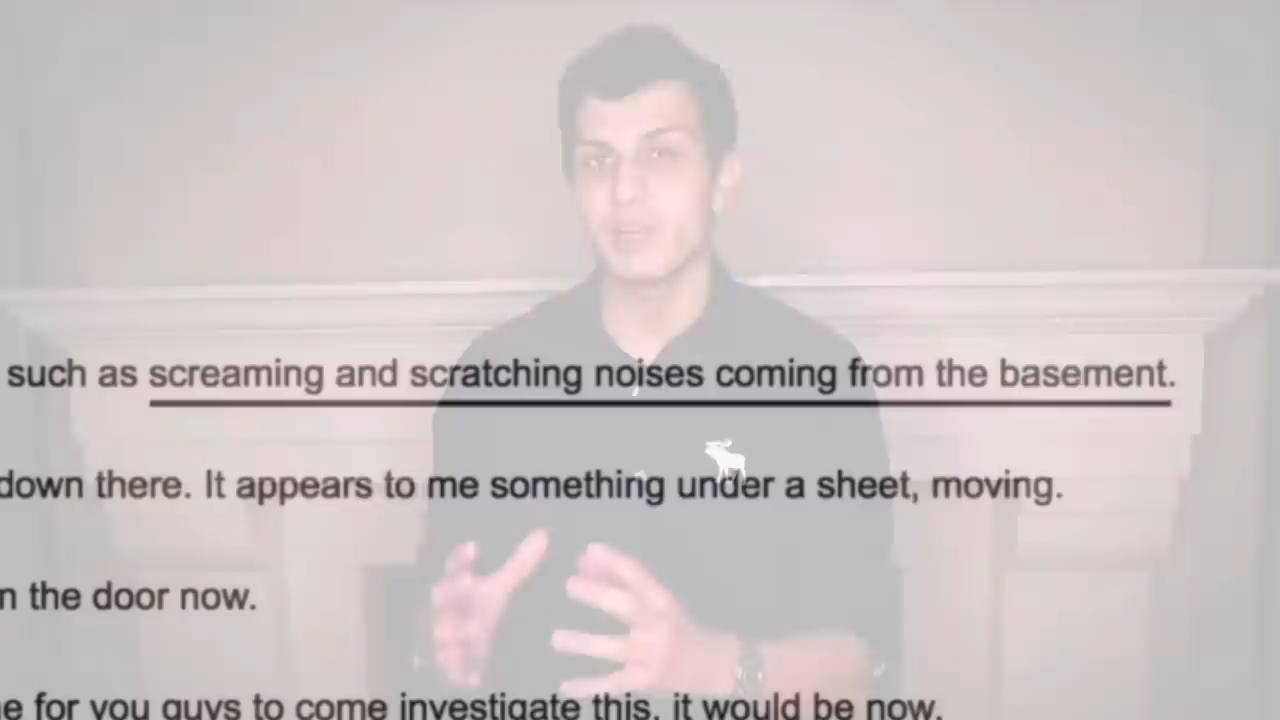 such as screaming and scratching noises coming from the basement.
down there. It appears to me something under a sheet, moving.
n the door now.
e for you guys to come investigate this, it would be now.